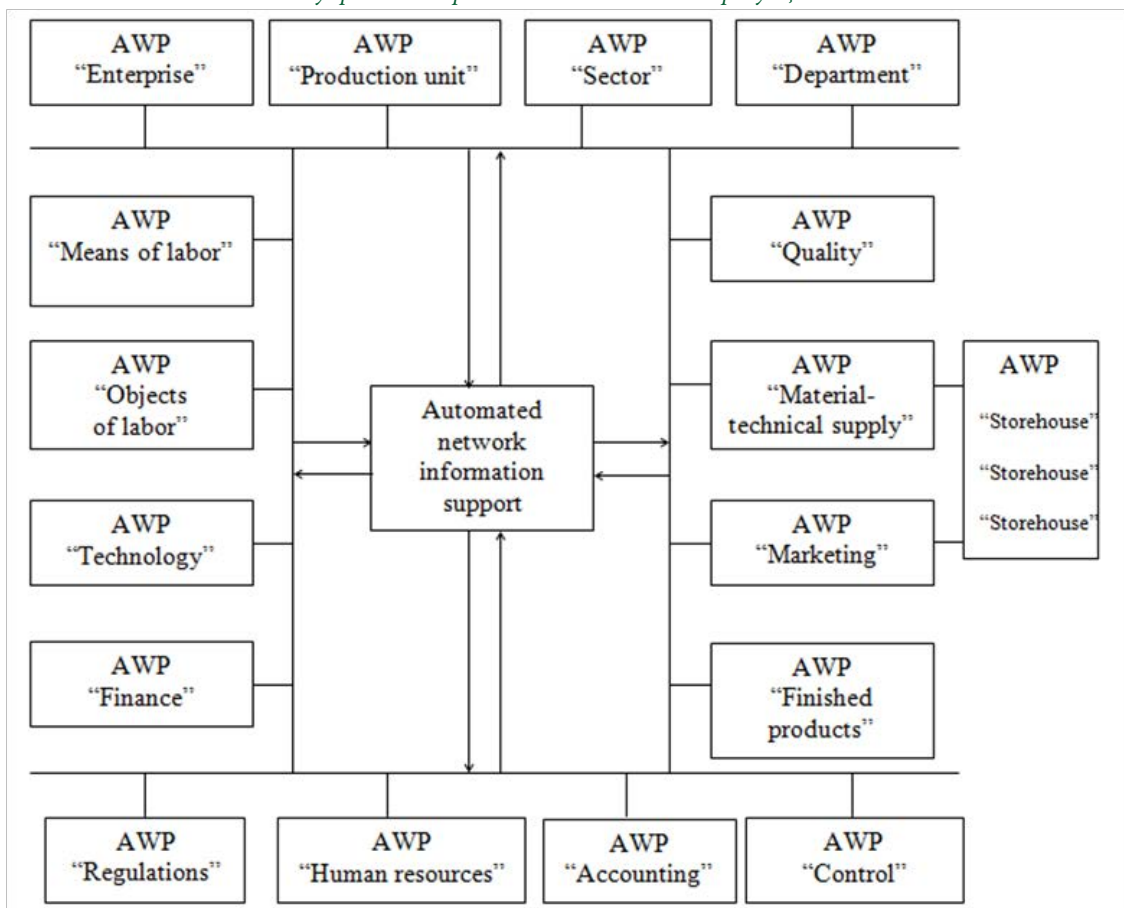 AWP
“Enterprise”
AWP
“Production unit”
AWP
“Sector”
AWP
“Department”
AWP
“Means of labor”
AWP
“Quality”
AWP
“Objects
of labor”
Automated
network
information
support
AWP
“Material-
technical supply”
AWP
“Storehouse”
“Storehouse”
“Storehouse”
AWP
“Technology”
AWP
“Marketing”
AWP
“Finance”
AWP
“Finished
products”
AWP
“Regulations”
AWP
“Human resources”
AWP
“Accounting”
AWP
“Control”